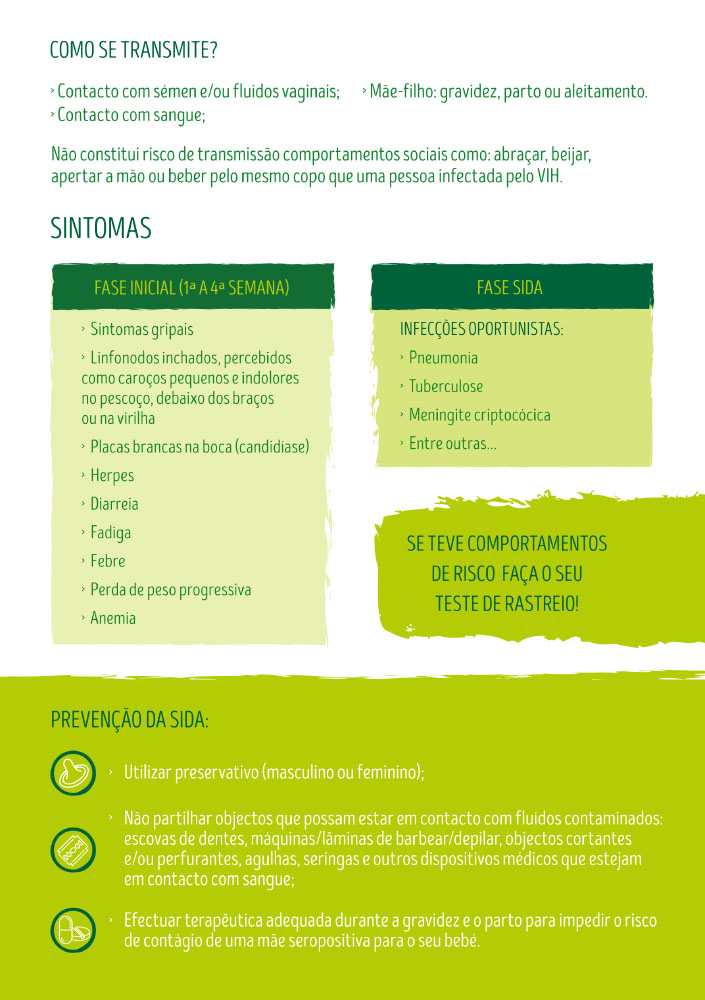 COMO SE TRANSMITE?
› Contacto com sémen e/ou fluidos vaginais;
› Contacto com sangue;
› Mãe-filho: gravidez, parto ou aleitamento.
Não constitui risco de transmissão comportamentos sociais como: abraçar, beijar,
apertar a mão ou beber pelo mesmo copo que uma pessoa infectada pelo VIH.
SINTOMAS
FASE INICIAL (1ª A 4ª SEMANA)
› Sintomas gripais
› Linfonodos inchados, percebidos
como caroços pequenos e indolores
no pescoço, debaixo dos braços
ou na virilha
› Placas brancas na boca (candidíase)
› Herpes
› Diarreia
› Fadiga
› Febre
› Perda de peso progressiva
› Anemia
FASE SIDA
INFECÇÕES OPORTUNISTAS:
› Pneumonia
› Tuberculose
› Meningite criptocócica
› Entre outras...
SE TEVE COMPORTAMENTOS
DE RISCO FAÇA O SEU
TESTE DE RASTREIO!
PREVENÇÃO DA SIDA:
› Utilizar preservativo (masculino ou feminino);
› Não partilhar objectos que possam estar em contacto com fluídos contaminados:
escovas de dentes, máquinas/lâminas de barbear/depilar, objectos cortantes
e/ou perfurantes, agulhas, seringas e outros dispositivos médicos que estejam
em contacto com sangue;
› Efectuar terapêutica adequada durante a gravidez e o parto para impedir o risco
de contágio de uma mãe seropositiva para o seu bebé.